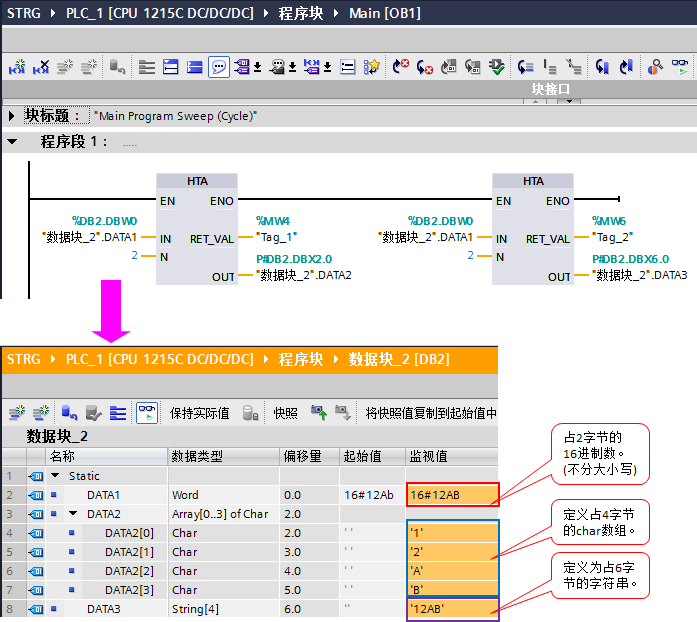 STRG ▸ PLC_1 [CPU 1215C DC/DC/DC] ▸ 程序块 ▸ Main [OB1]
块接口
块标题： "Main Program Sweep (Cycle)"
程序段 1： .....
HTA HTA
EN ENO EN ENO
%DB2.DBW0 %MW4 %DB2.DBW0 %MW6
"数据块_2".DATA1 IN RET_VAL "Tag_1" "数据块_2".DATA1 IN RET_VAL "Tag_2"
2 N P#DB2.DBX2.0 2 N P#DB2.DBX6.0
OUT "数据块_2".DATA2 OUT "数据块_2".DATA3
STRG ▸ PLC_1 [CPU 1215C DC/DC/DC] ▸ 程序块 ▸ 数据块_2 [DB2]
保持实际值 快照 将快照值复制到起始值中
数据块_2
名称 数据类型 偏移量 起始值 监视值
1 Static
2 DATA1 Word 0.0 16#12Ab 16#12AB
3 DATA2 Array[0..3] of Char 2.0
4 DATA2[0] Char 2.0 ' ' '1'
5 DATA2[1] Char 3.0 ' ' '2'
6 DATA2[2] Char 4.0 ' ' 'A'
7 DATA2[3] Char 5.0 ' ' 'B'
8 DATA3 String[4] 6.0 '' '12AB'
占2字节的
16进制数。
(不分大小写)
定义占4字节
的char数组。
定义为占6字
节的字符串。